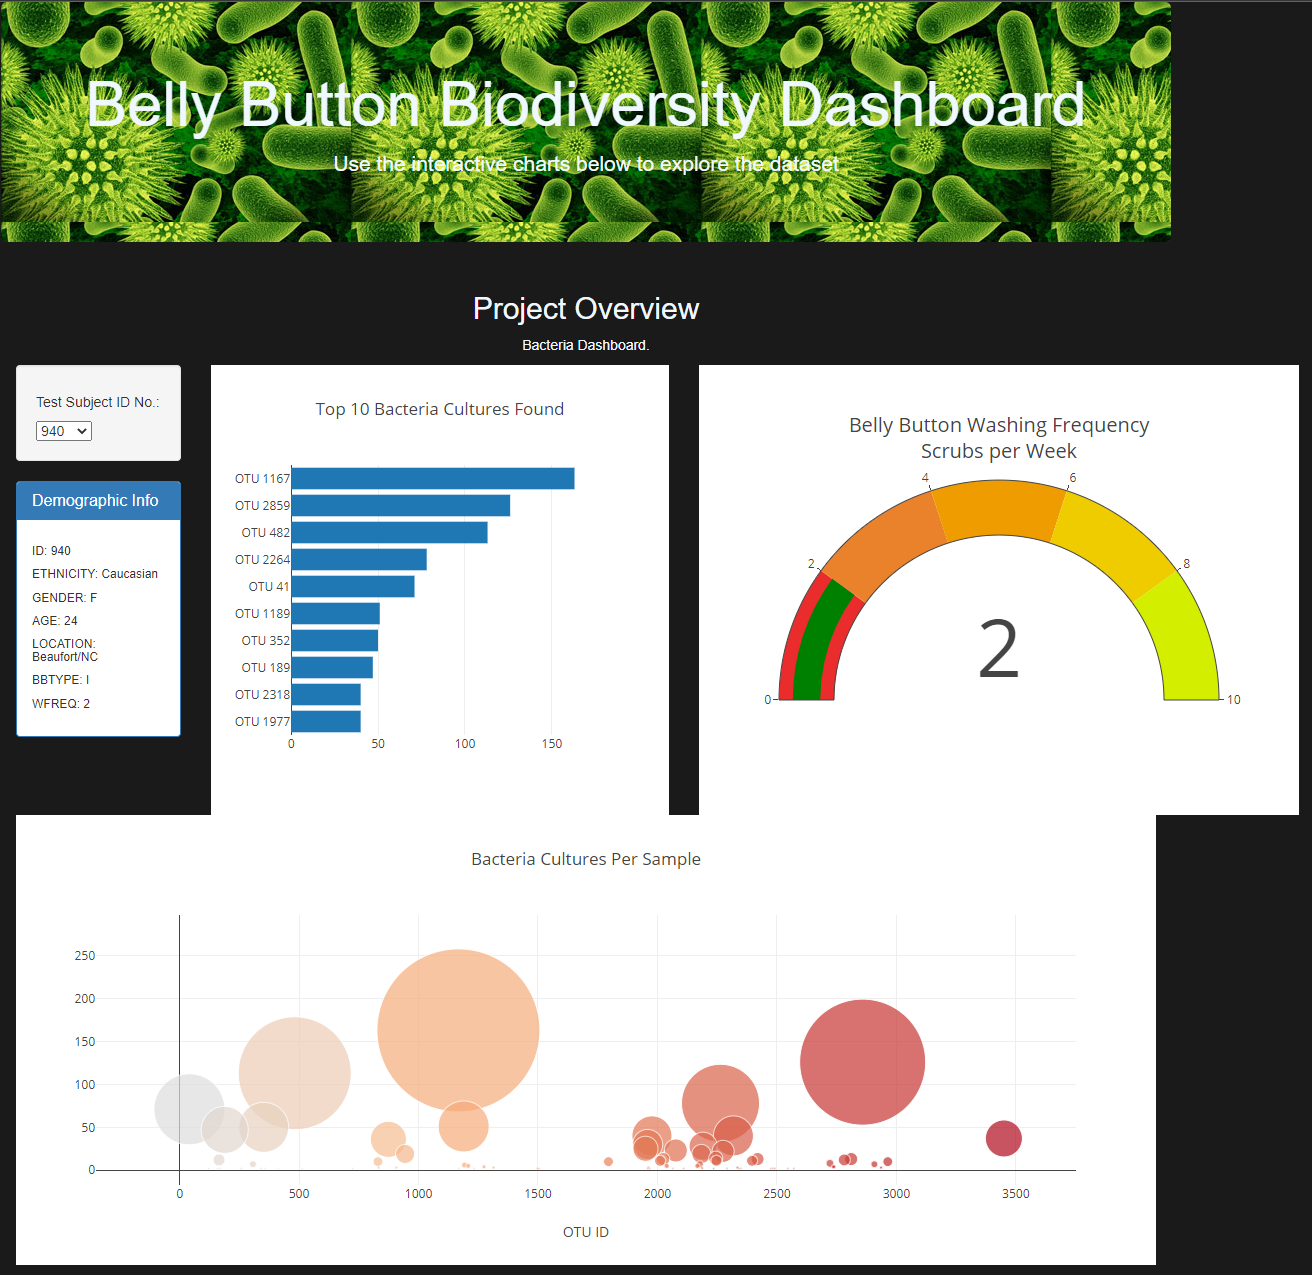 Belly Button Biodiversity Dashboard
Use the interactive charts below to explore the dataset
Project Overview
Bacteria Dashboard.
Test Subject ID No.:
940
Demographic Info
ID: 940
ETHNICITY: Caucasian
GENDER: F
AGE: 24
LOCATION:
Beaufort/NC
BBTYPE: I
WFREQ: 2
Top 10 Bacteria Cultures Found
OTU 1167
OTU 2859
OTU 482
OTU 2264
OTU 41
OTU 1189
OTU 352
OTU 189
OTU 2318
OTU 1977
0 50 100 150
Belly Button Washing Frequency
Scrubs per Week
4 6
2 8
2
0 10
Bacteria Cultures Per Sample
250
200
150
100
50
0
0 500 1000 1500 2000 2500 3000 3500
OTU ID